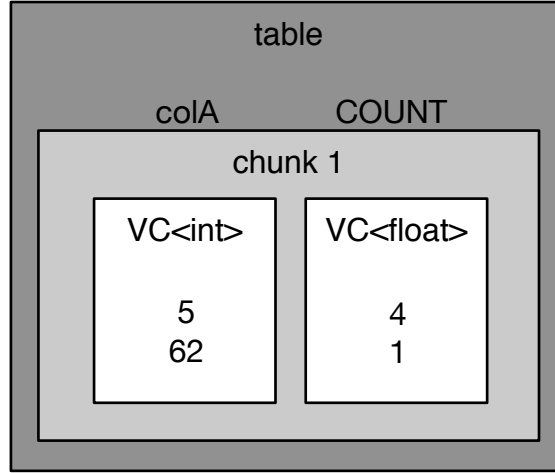 table
colA COUNT
chunk 1
VC<int> VC<float>
5 4
62 1